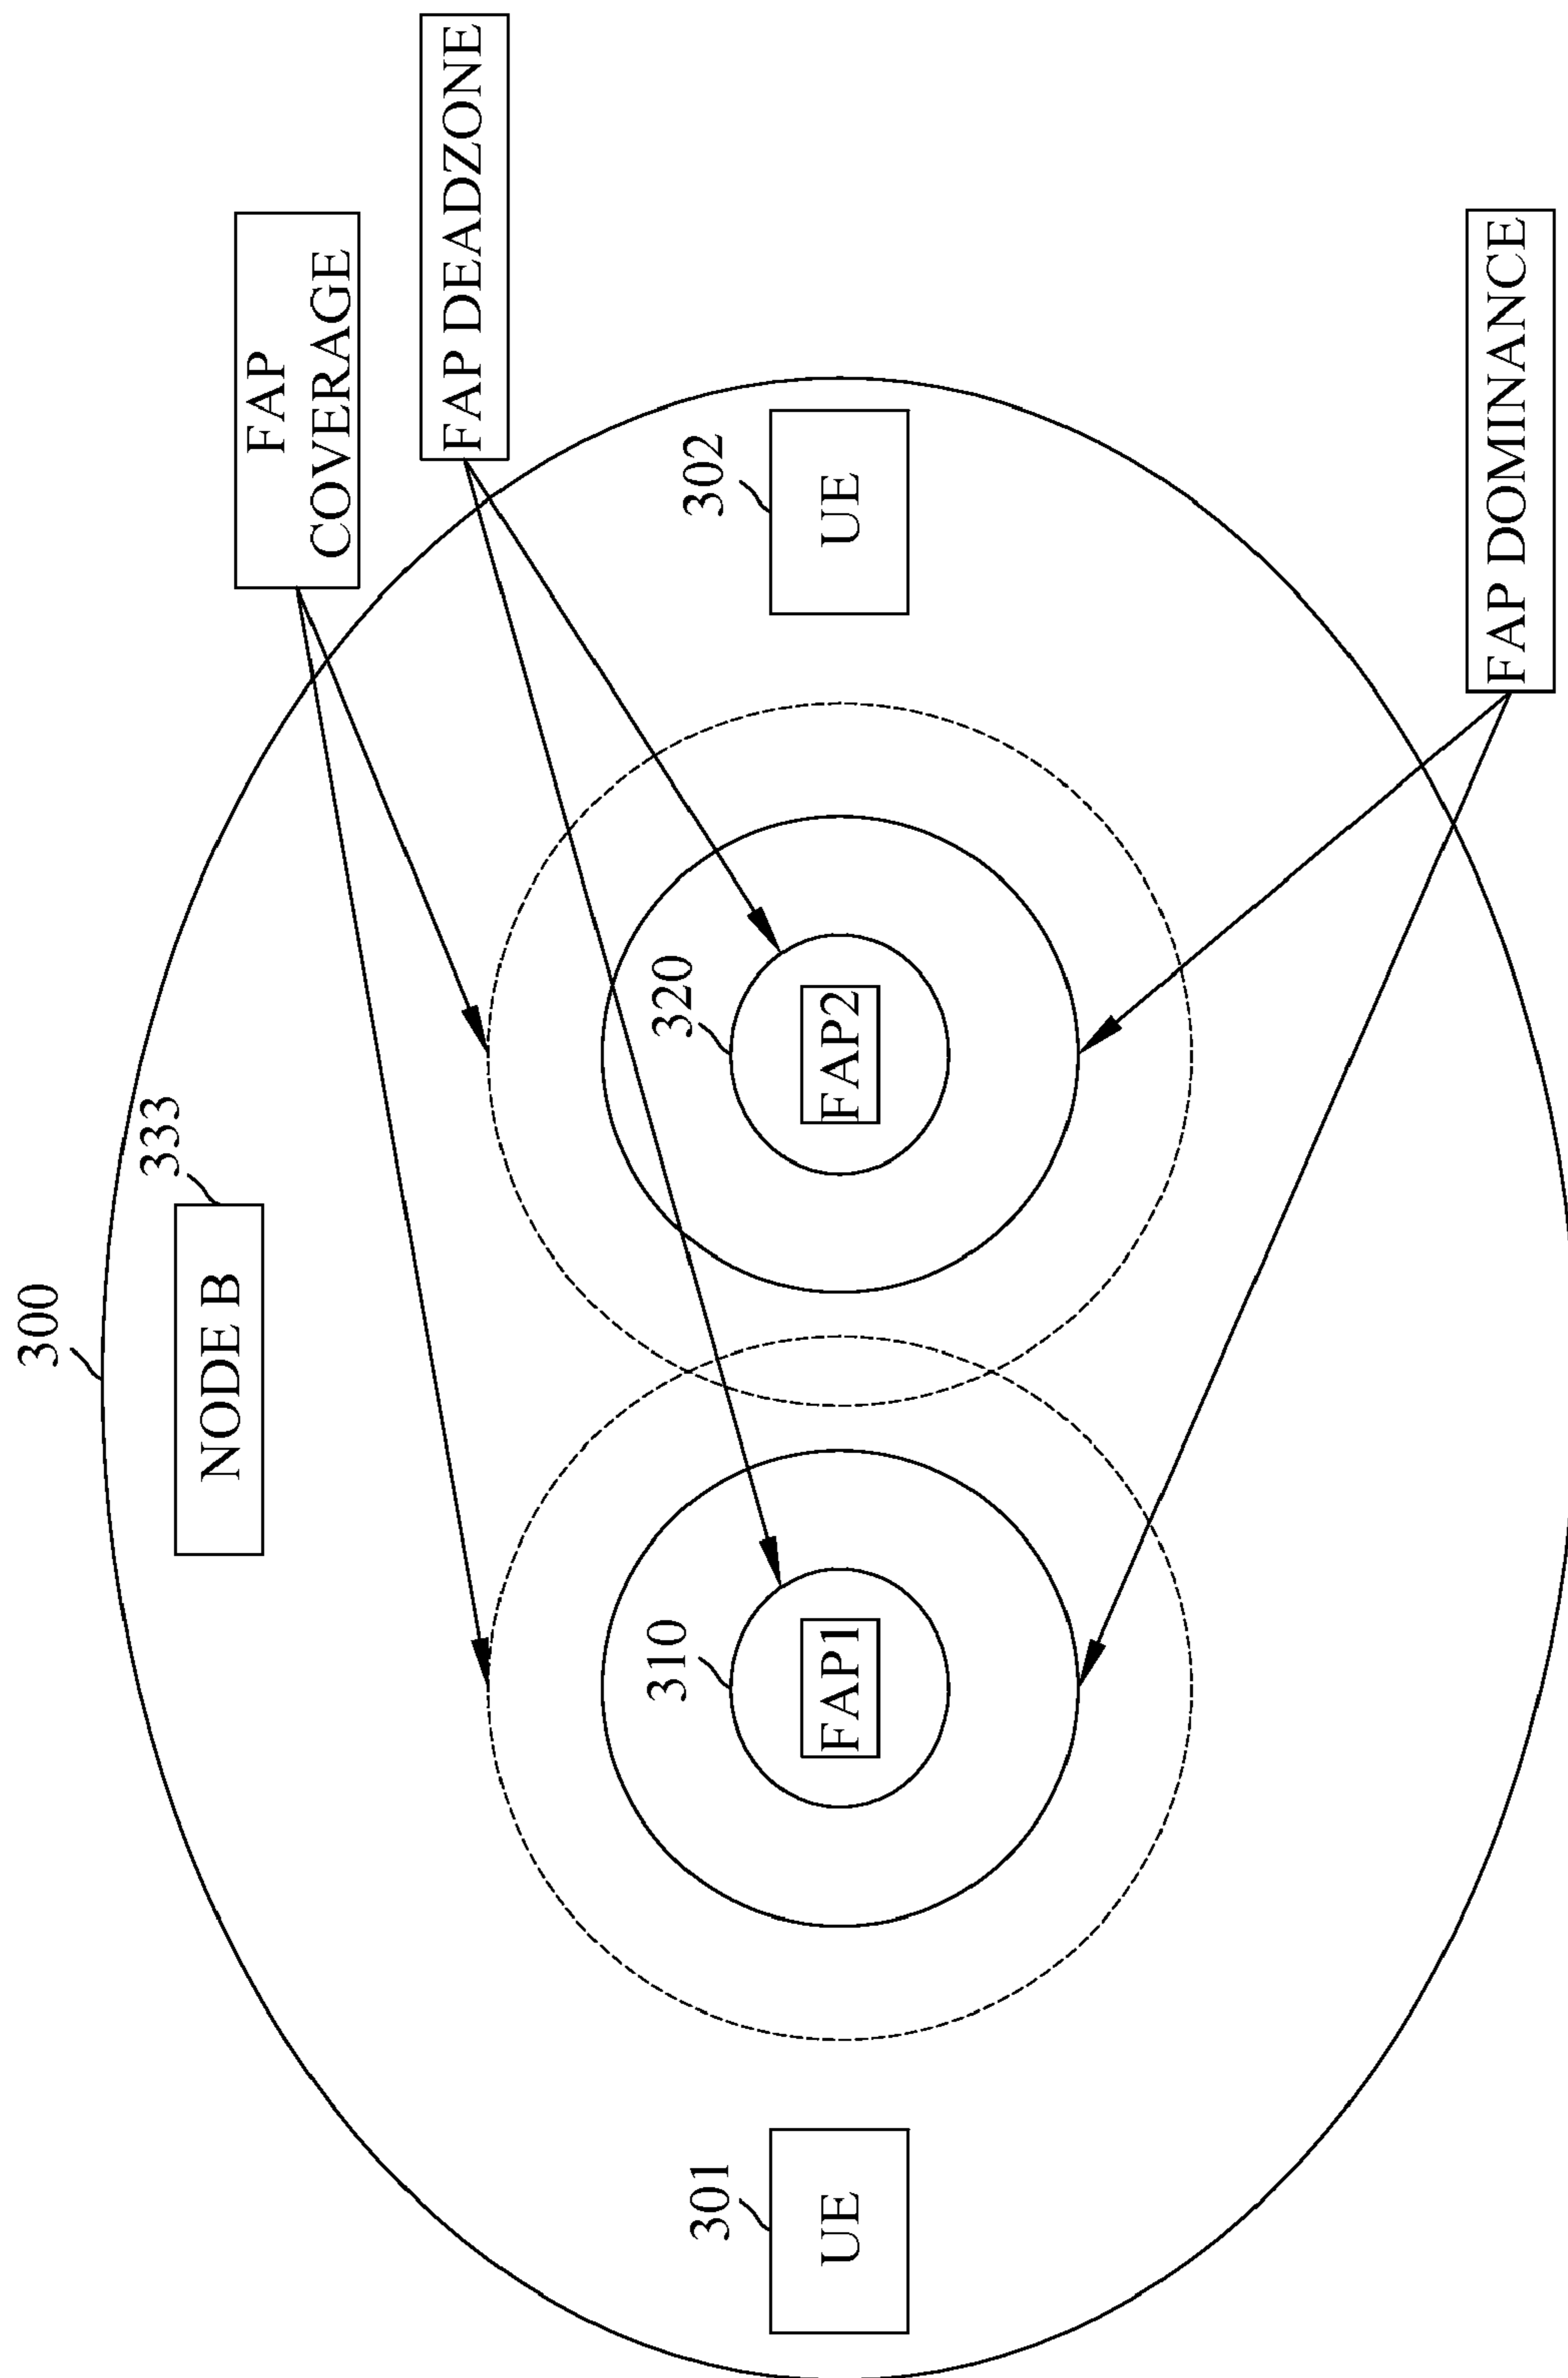 300
NODE B
333
FAP
COVERAGE
FAP DEADZONE
301
UE
310
FAP1
320
FAP2
302
UE
FAP DOMINANCE